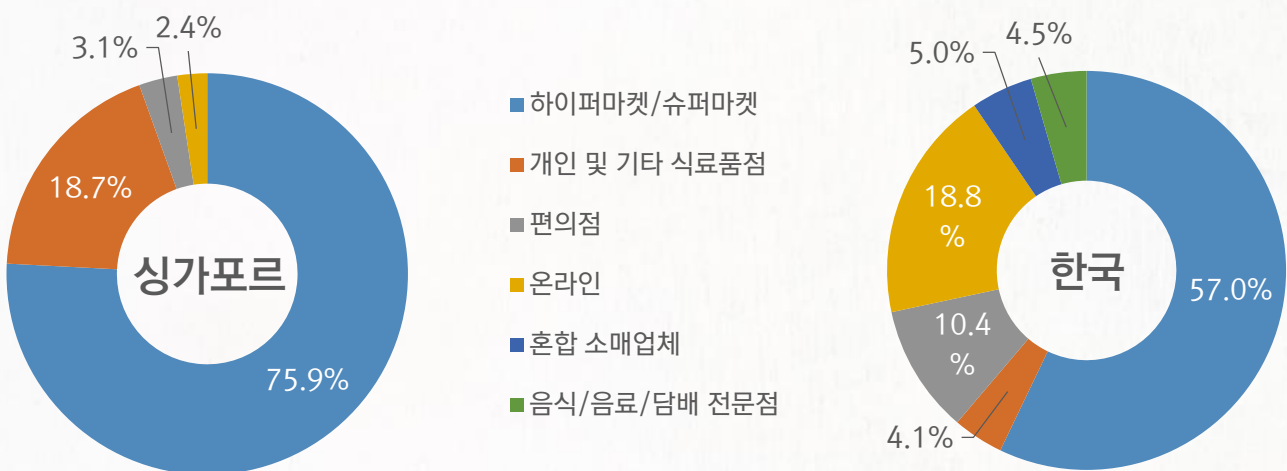 2.4%
3.1%
18.7%
싱가포르
75.9%
하이퍼마켓/슈퍼마켓
개인 및 기타 식료품점
편의점
온라인
혼합 소매업체
음식/음료/담배 전문점
4.5%
5.0%
18.8
%
한국
57.0%
10.4
%
4.1%